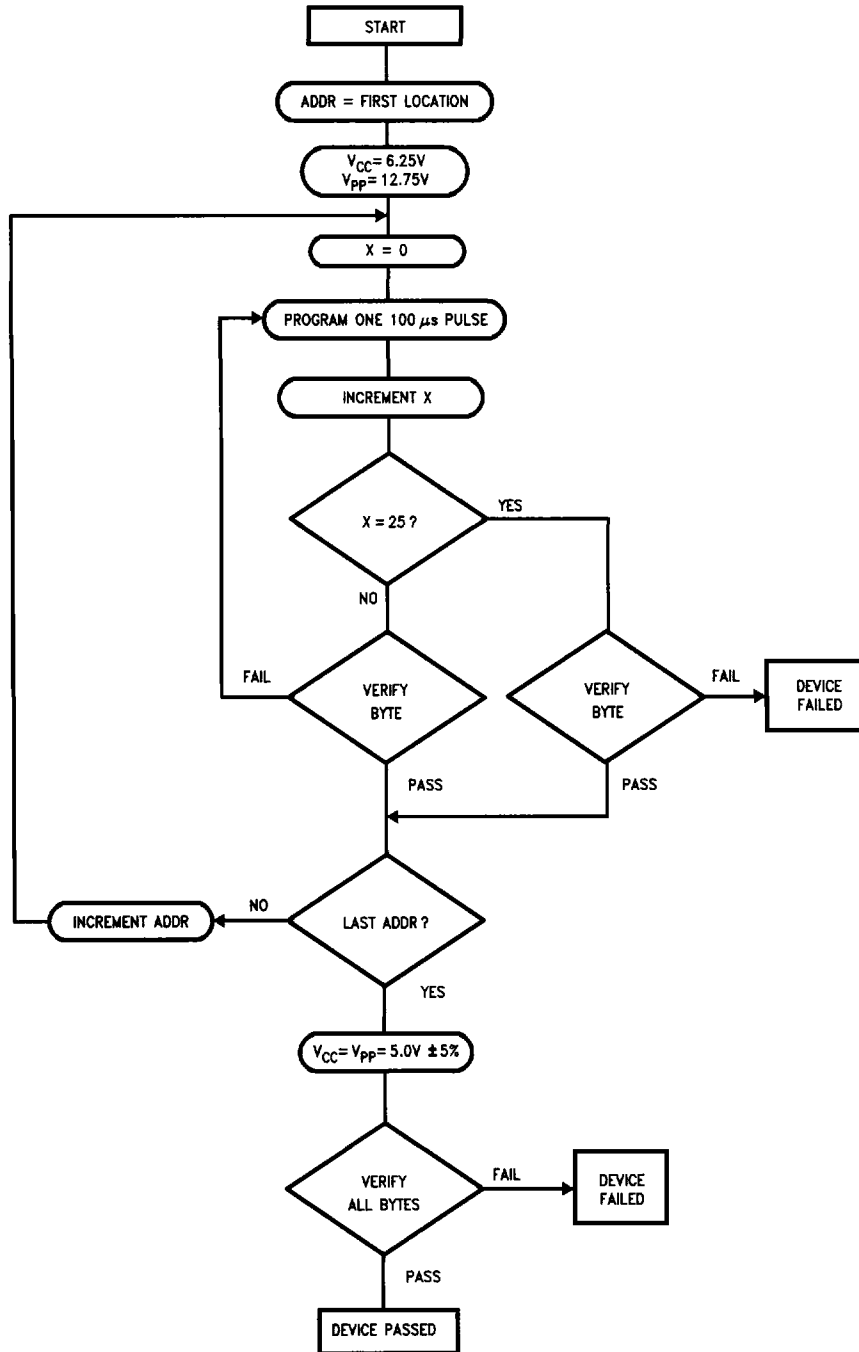 START
ADDR = FIRST LOCATION
VCC= 6.25V
VPP= 12.75V
X = 0
PROGRAM ONE 100 μs PULSE
INCREMENT X
X = 25 ?
YES
NO
FAIL
VERIFY
BYTE
VERIFY
BYTE
FAIL
DEVICE
FAILED
PASS
PASS
INCREMENT ADDR
NO
LAST ADDR ?
YES
VCC= VPP= 5.0V ±5%
VERIFY
ALL BYTES
FAIL
DEVICE
FAILED
PASS
DEVICE PASSED